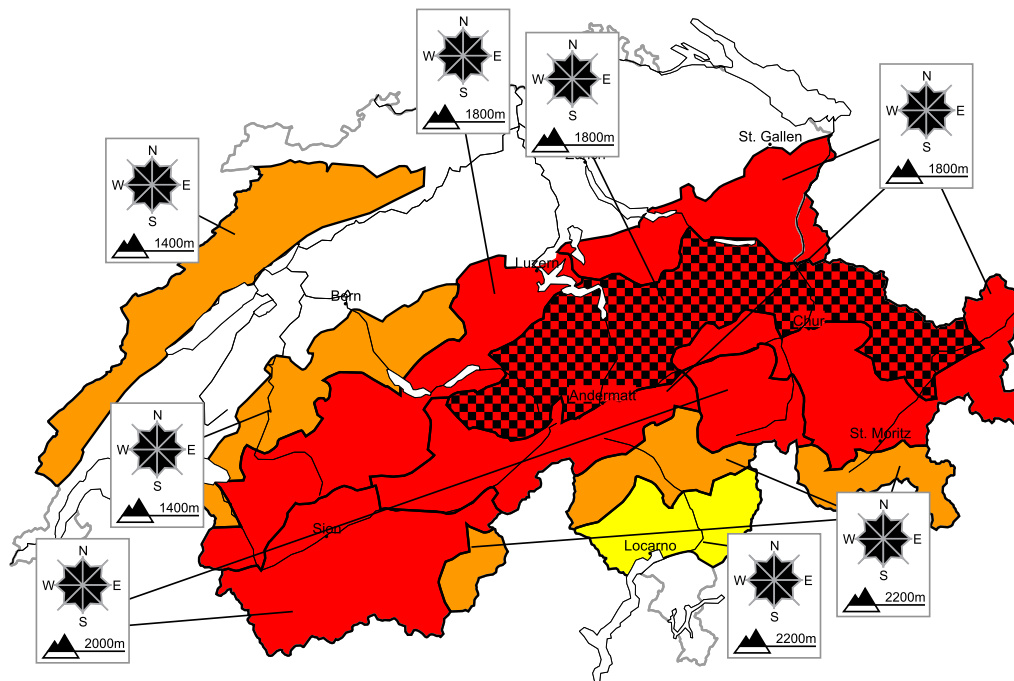 N
W E
S
1800m
N
W E
S
1800m
N
W E
S
1800m
N
W E
S
1400m
St. Gallen
Luzern
Bern
Chur
Andermatt
St. Moritz
N
W E
S
1400m
Sion
Locarno
N
W E
S
2000m
N
W E
S
2200m
N
W E
S
2200m